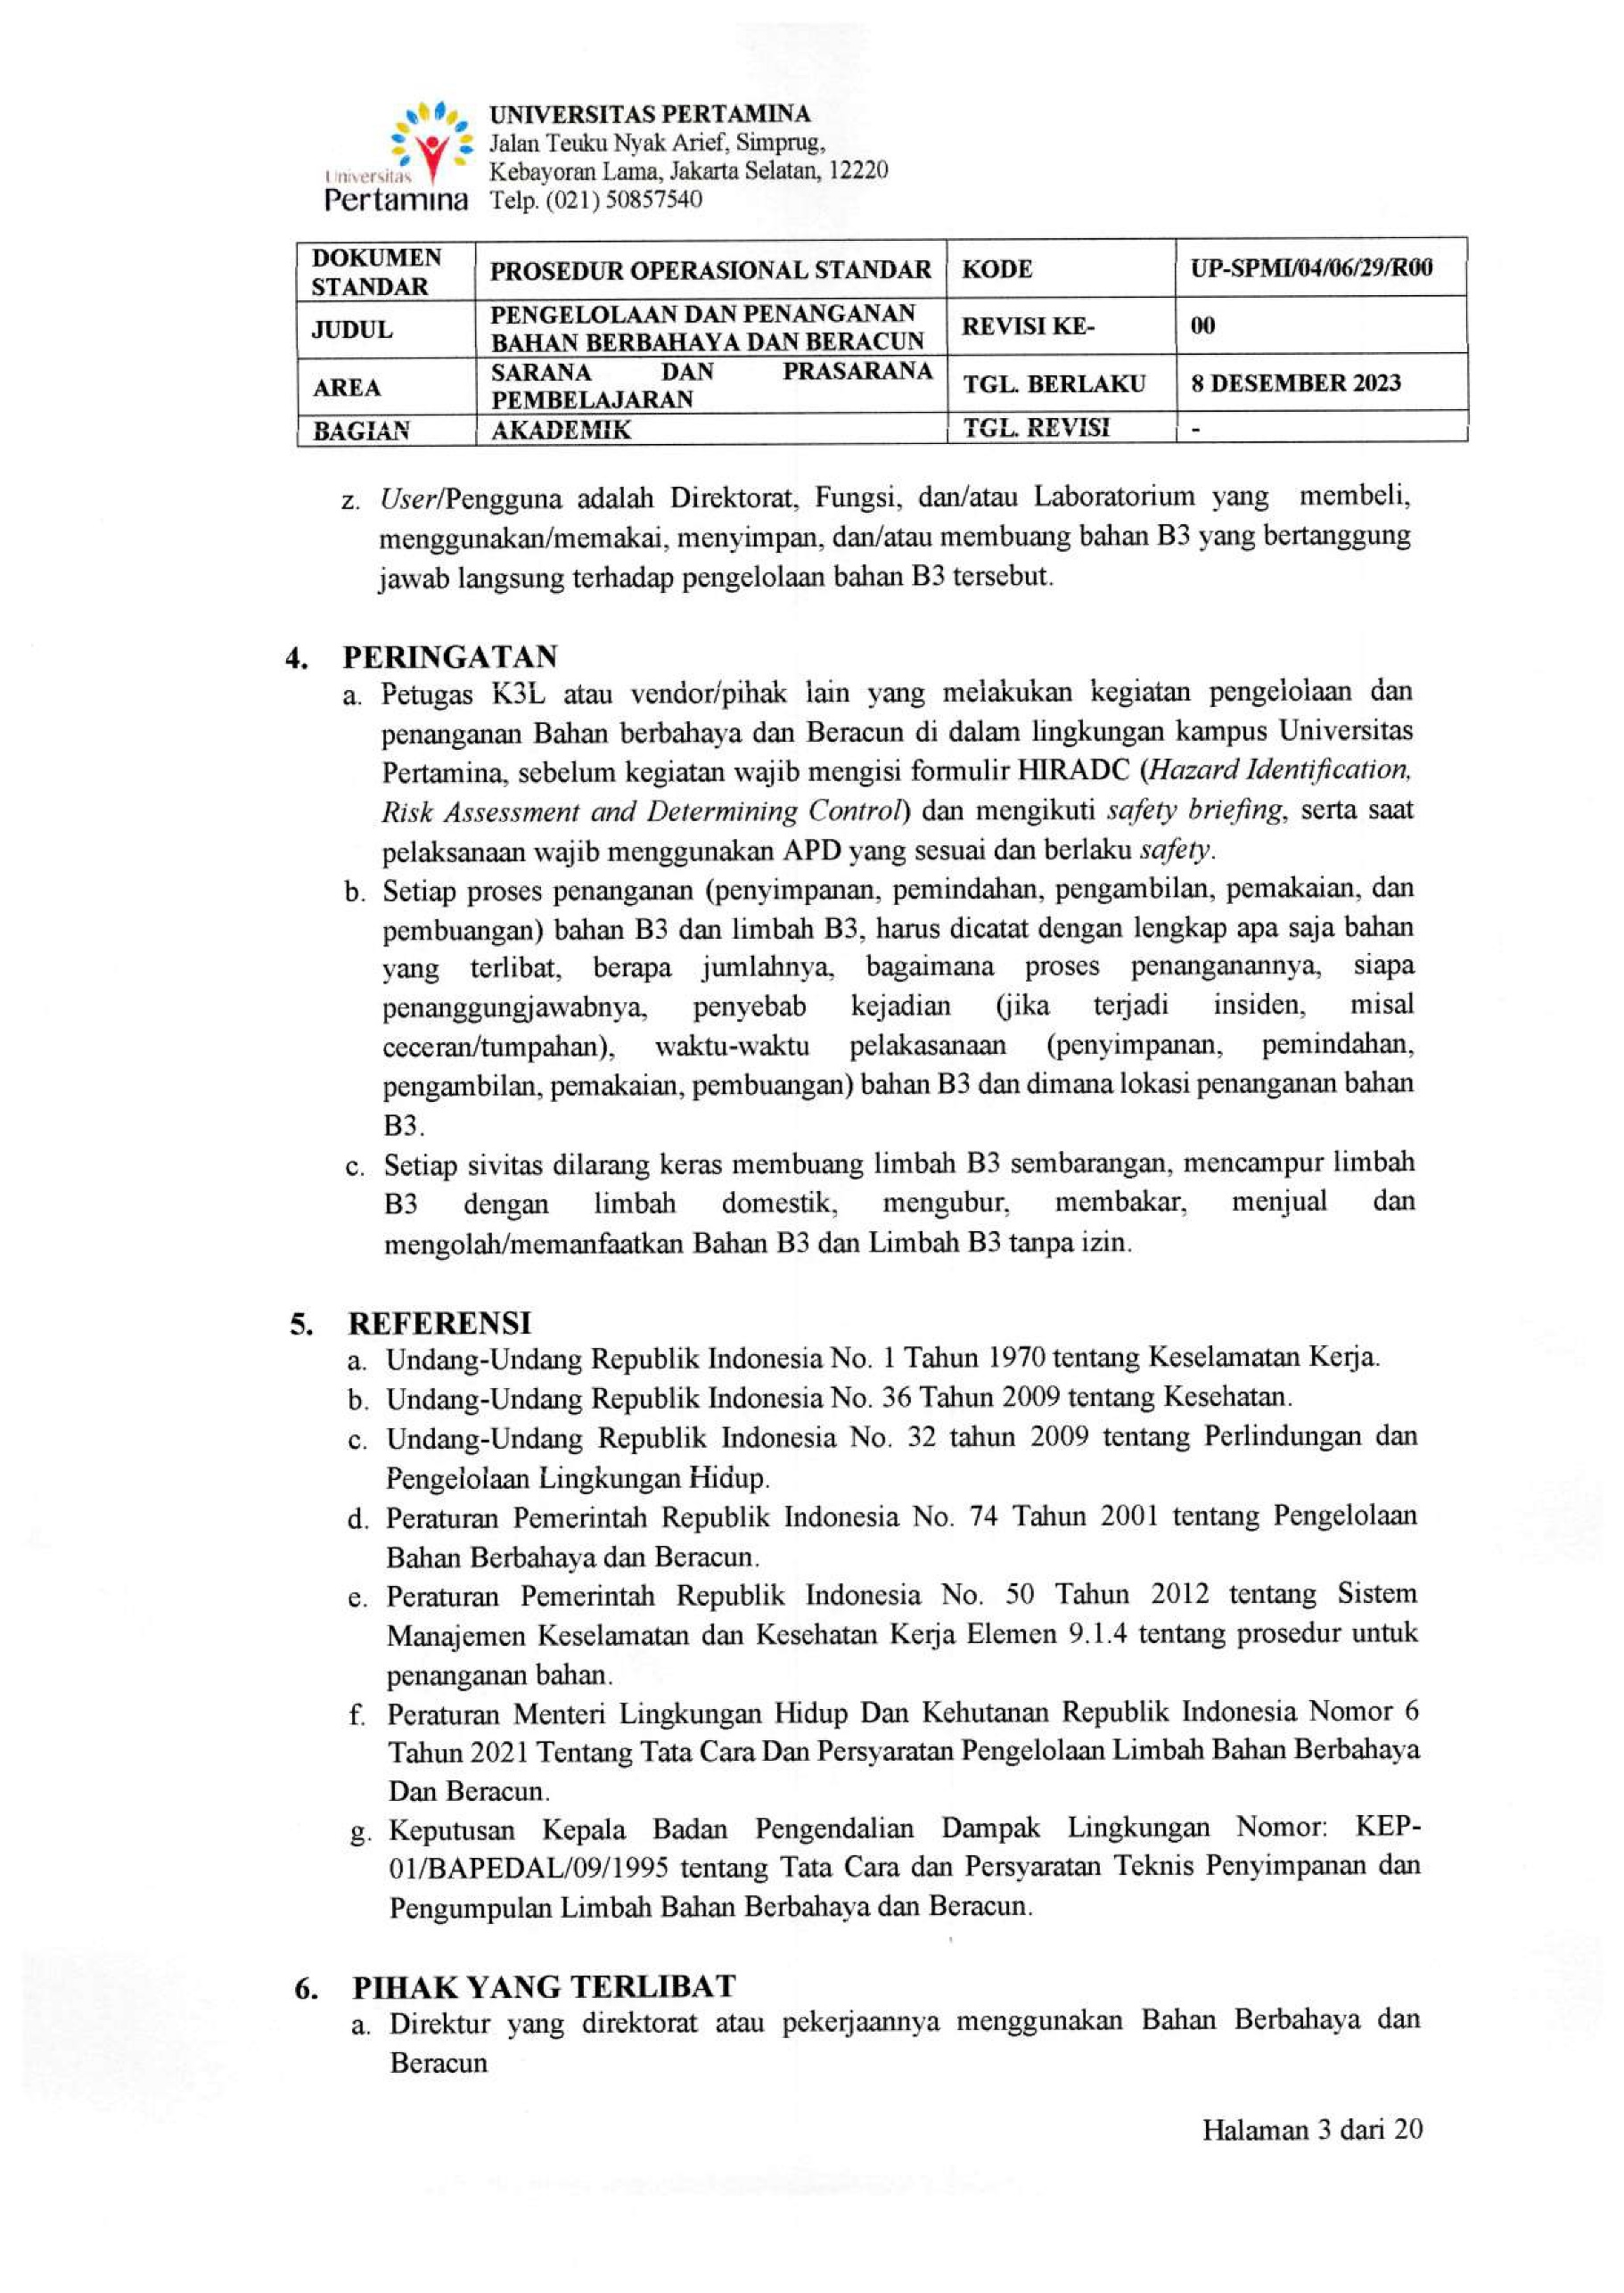 Universitas
Pertamina
UNIVERSITAS PERTAMINA
Jalan Teuku Nyak Arief, Simprug,
Kebayoran Lama, Jakarta Selatan, 12220
Telp. (021) 50857540
DOKUMEN STANDAR
PROSEDUR OPERASIONAL STANDAR
KODE
UP-SPMI/04/06/29/R00
JUDUL
PENGELOLAAN DAN PENANGANAN
BAHAN BERBAHAYA DAN BERACUN
REVISI KE-
00
AREA
SARANA DAN PRASARANA
PEMBELAJARAN
TGL. BERLAKU
8 DESEMBER 2023
BAGIAN
AKADEMIK
TGL. REVISI
-
z. User/Pengguna adalah Direktorat, Fungsi, dan/atau Laboratorium yang membeli,
menggunakan/memakai, menyimpan, dan/atau membuang bahan B3 yang bertanggung
jawab langsung terhadap pengelolaan bahan B3 tersebut.
4. PERINGATAN
a. Petugas K3L atau vendor/pihak lain yang melakukan kegiatan pengelolaan dan
penanganan Bahan berbahaya dan Beracun di dalam lingkungan kampus Universitas
Pertamina, sebelum kegiatan wajib mengisi formulir HIRADC (Hazard Identification,
Risk Assessment and Determining Control) dan mengikuti safety briefing, serta saat
pelaksanaan wajib menggunakan APD yang sesuai dan berlaku safety.
b. Setiap proses penanganan (penyimpanan, pemindahan, pengambilan, pemakaian, dan
pembuangan) bahan B3 dan limbah B3, harus dicatat dengan lengkap apa saja bahan
yang terlibat, berapa jumlahnya, bagaimana proses penanganannya, siapa
penanggungjawabnya, penyebab kejadian (jika terjadi insiden, misal
ceceran/tumpahan), waktu-waktu pelakasanaan (penyimpanan, pemindahan,
pengambilan, pemakaian, pembuangan) bahan B3 dan dimana lokasi penanganan bahan
B3.
c. Setiap sivitas dilarang keras membuang limbah B3 sembarangan, mencampur limbah
B3 dengan limbah domestik, mengubur, membakar, menjual dan
mengolah/memanfaatkan Bahan B3 dan Limbah B3 tanpa izin.
5. REFERENSI
a. Undang-Undang Republik Indonesia No. 1 Tahun 1970 tentang Keselamatan Kerja.
b. Undang-Undang Republik Indonesia No. 36 Tahun 2009 tentang Kesehatan.
c. Undang-Undang Republik Indonesia No. 32 tahun 2009 tentang Perlindungan dan
Pengelolaan Lingkungan Hidup.
d. Peraturan Pemerintah Republik Indonesia No. 74 Tahun 2001 tentang Pengelolaan
Bahan Berbahaya dan Beracun.
e. Peraturan Pemerintah Republik Indonesia No. 50 Tahun 2012 tentang Sistem
Manajemen Keselamatan dan Kesehatan Kerja Elemen 9.1.4 tentang prosedur untuk
penanganan bahan.
f. Peraturan Menteri Lingkungan Hidup Dan Kehutanan Republik Indonesia Nomor 6
Tahun 2021 Tentang Tata Cara Dan Persyaratan Pengelolaan Limbah Bahan Berbahaya
Dan Beracun.
g. Keputusan Kepala Badan Pengendalian Dampak Lingkungan Nomor: KEP-
01/BAPEDAL/09/1995 tentang Tata Cara dan Persyaratan Teknis Penyimpanan dan
Pengumpulan Limbah Bahan Berbahaya dan Beracun.
6. PIHAK YANG TERLIBAT
a. Direktur yang direktorat atau pekerjaannya menggunakan Bahan Berbahaya dan
Beracun
Halaman 3 dari 20